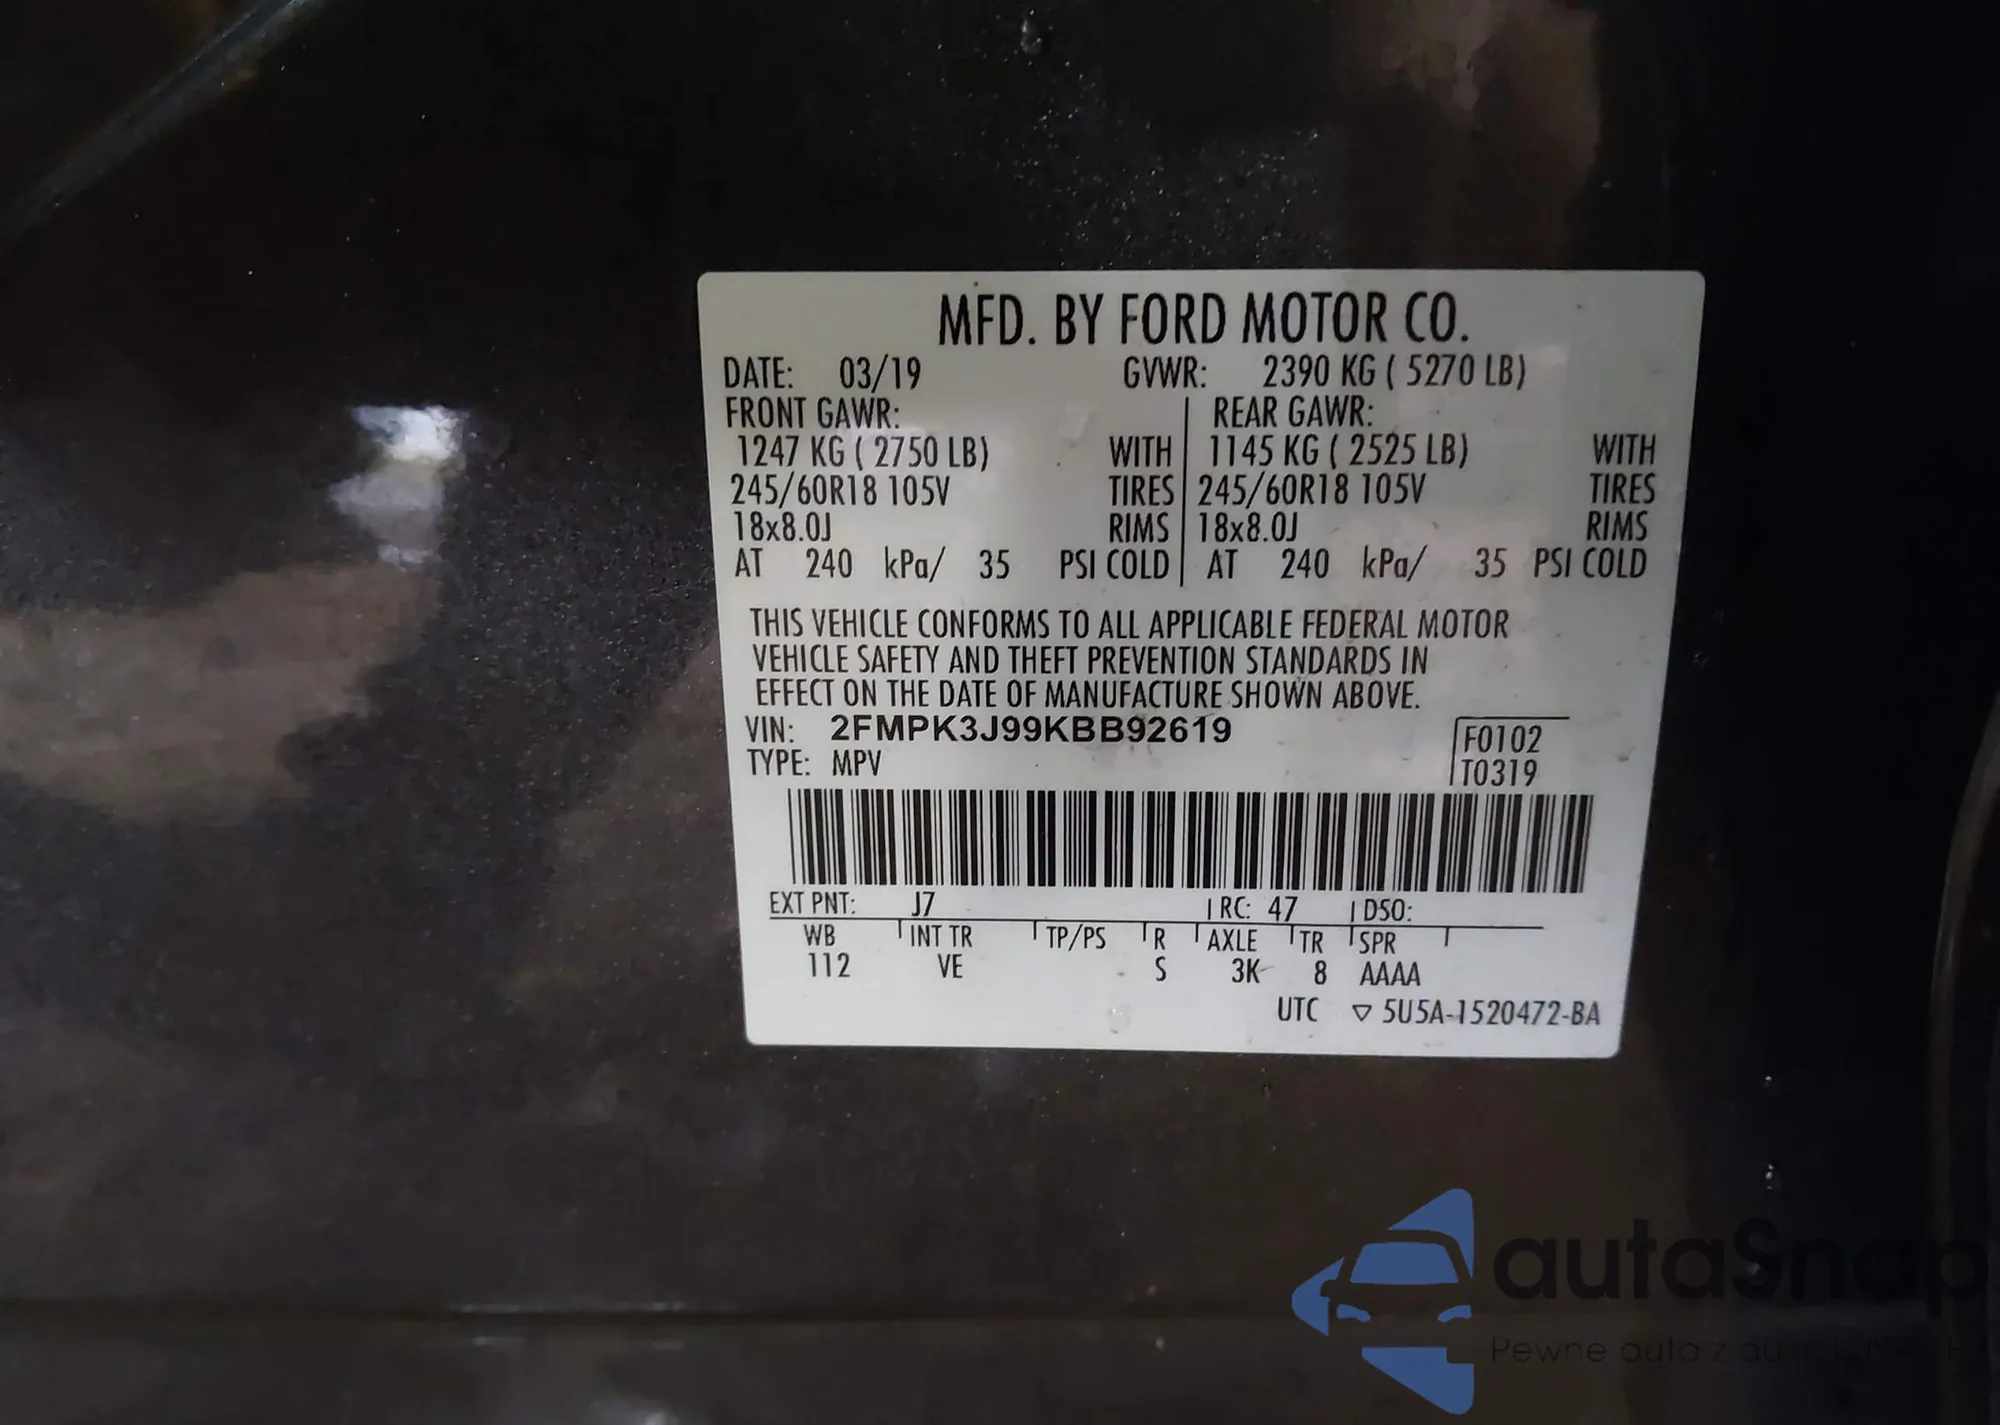 MFD. BY FORD MOTOR CO.
DATE: 03/19 GVWR: 2390 KG ( 5270 LB)
FRONT GAWR: REAR GAWR:
1247 KG ( 2750 LB) WITH 1145 KG ( 2525 LB) WITH
245/60R18 105V TIRES 245/60R18 105V TIRES
18x8.0J RIMS 18x8.0J RIMS
AT 240 kPa/ 35 PSI COLD AT 240 kPa/ 35 PSI COLD
THIS VEHICLE CONFORMS TO ALL APPLICABLE FEDERAL MOTOR
VEHICLE SAFETY AND THEFT PREVENTION STANDARDS IN
EFFECT ON THE DATE OF MANUFACTURE SHOWN ABOVE.
VIN: 2FMPK3J99KBB92619 F0102
TYPE: MPV T0319
EXT PNT: J7 RC: 47 DSO:
WB INT TR TP/PS R AXLE TR SPR
112 VE S 3K 8 AAAA
UTC ▽ 5U5A-1520472-BA
autaSnap
Pewne auto z